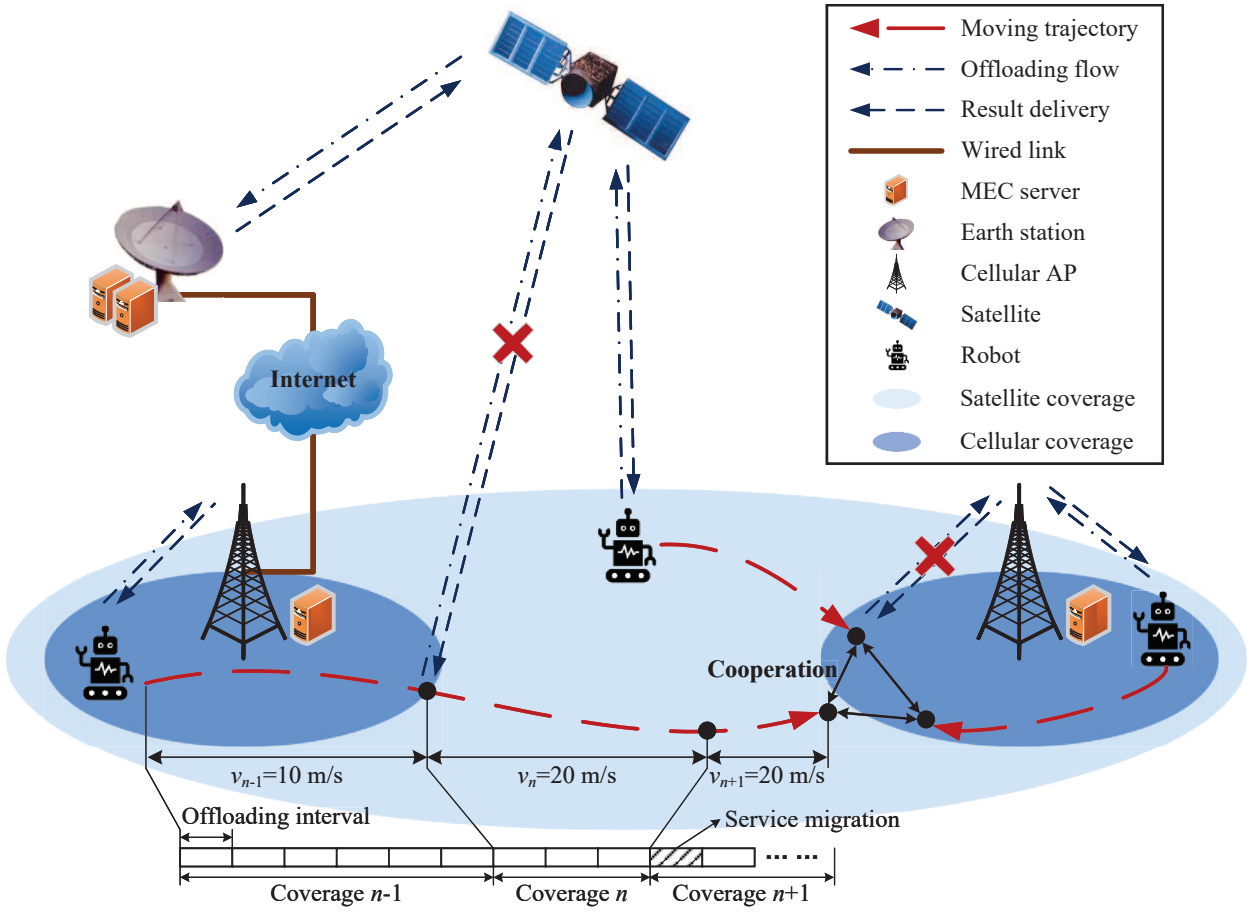 Moving trajectory
Offloading flow
Result delivery
Wired link
MEC server
Earth station
Cellular AP
Satellite
Robot
Satellite coverage
Cellular coverage
Internet
Cooperation
vₙ₋₁=10 m/s
vₙ=20 m/s
vₙ₊₁=20 m/s
Offloading interval
Service migration
... ...
Coverage n-1
Coverage n
Coverage n+1